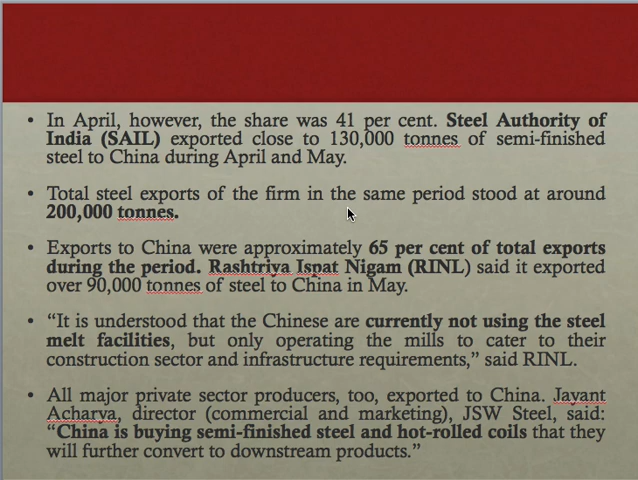 • In April, however, the share was 41 per cent. Steel Authority of
India (SAIL) exported close to 130,000 tonnes of semi-finished
steel to China during April and May.
• Total steel exports of the firm in the same period stood at around
200,000 tonnes.
• Exports to China were approximately 65 per cent of total exports
during the period. Rashtriya Ispat Nigam (RINL) said it exported
over 90,000 tonnes of steel to China in May.
• “It is understood that the Chinese are currently not using the steel
melt facilities, but only operating the mills to cater to their
construction sector and infrastructure requirements,” said RINL.
• All major private sector producers, too, exported to China. Jayant
Acharya, director (commercial and marketing), JSW Steel, said:
“China is buying semi-finished steel and hot-rolled coils that they
will further convert to downstream products.”